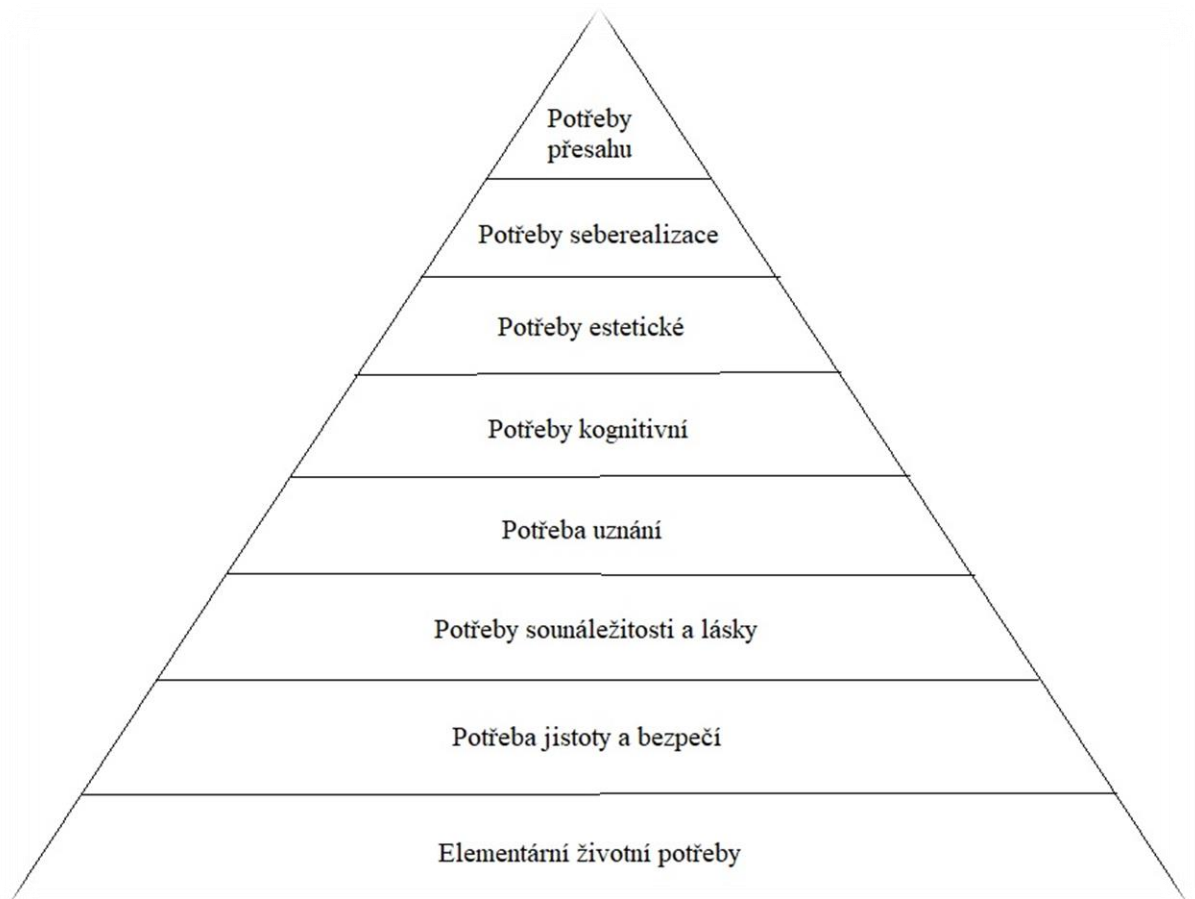 Potřeby
přesahu
Potřeby seberealizace
Potřeby estetické
Potřeby kognitivní
Potřeba uznání
Potřeby sounáležitosti a lásky
Potřeba jistoty a bezpečí
Elementární životní potřeby